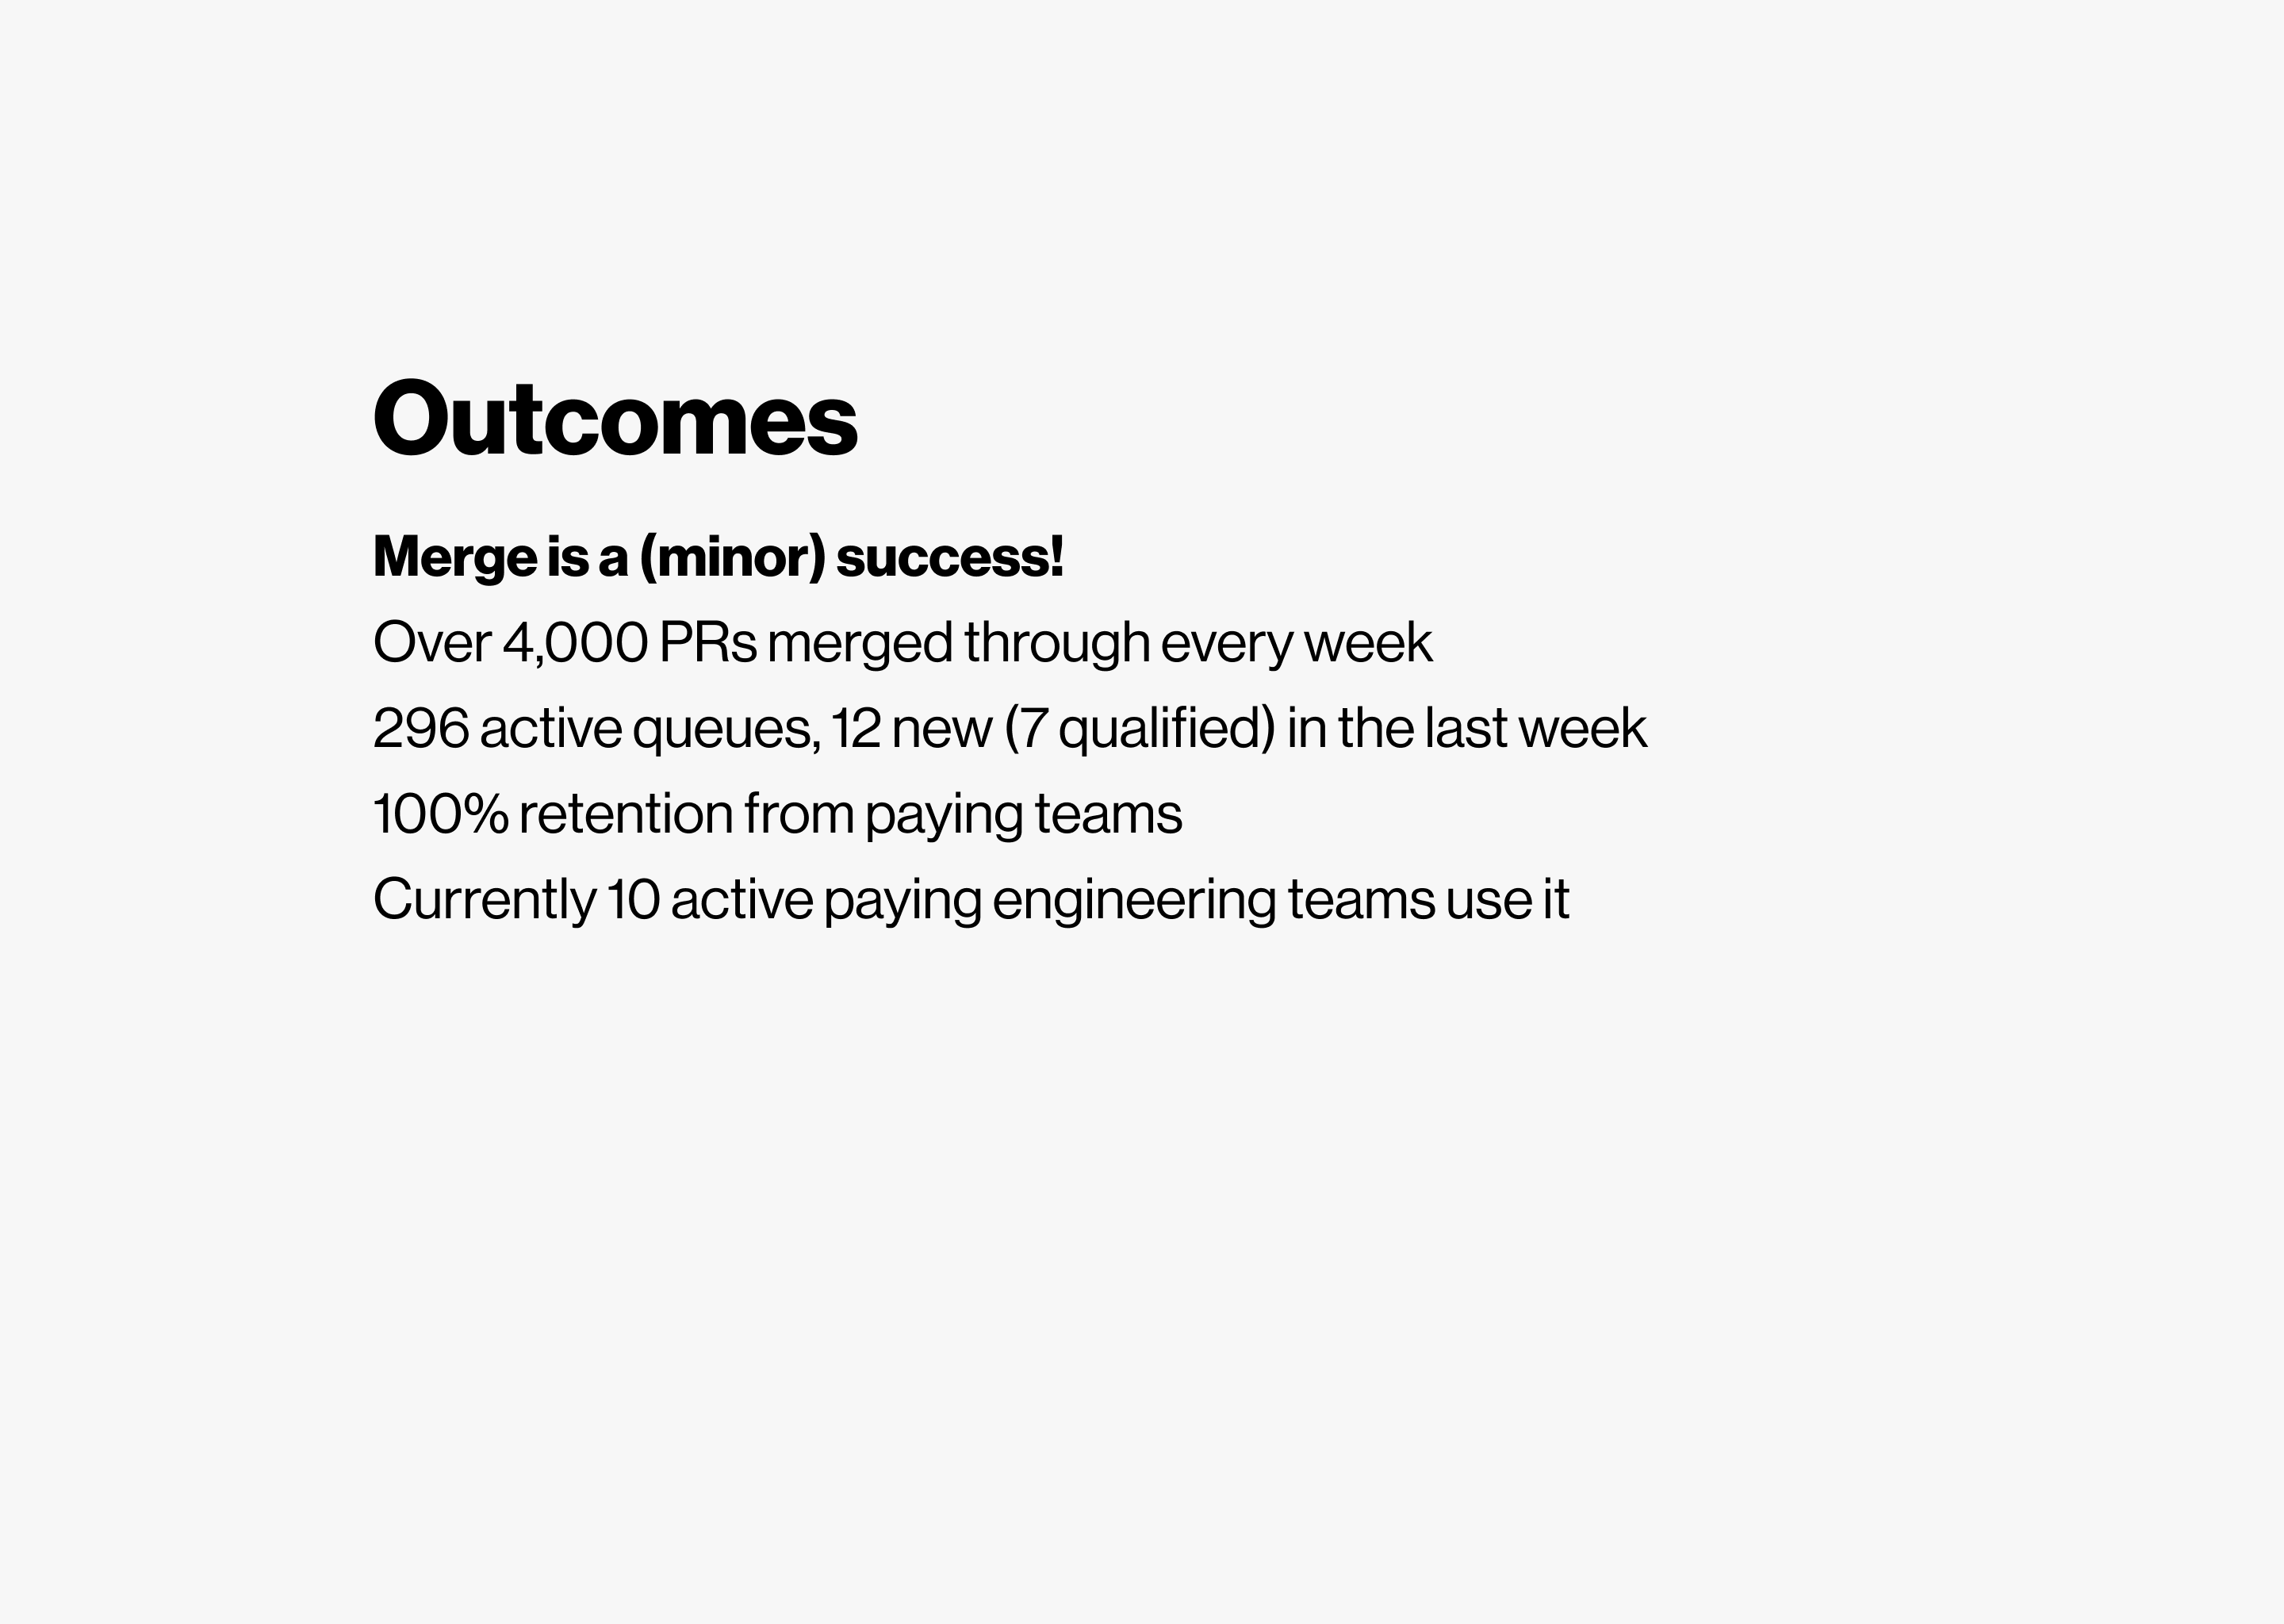 Outcomes
Merge is a (minor) success!
Over 4,000 PRs merged through every week
296 active queues, 12 new (7 qualified) in the last week
100% retention from paying teams
Currently 10 active paying engineering teams use it